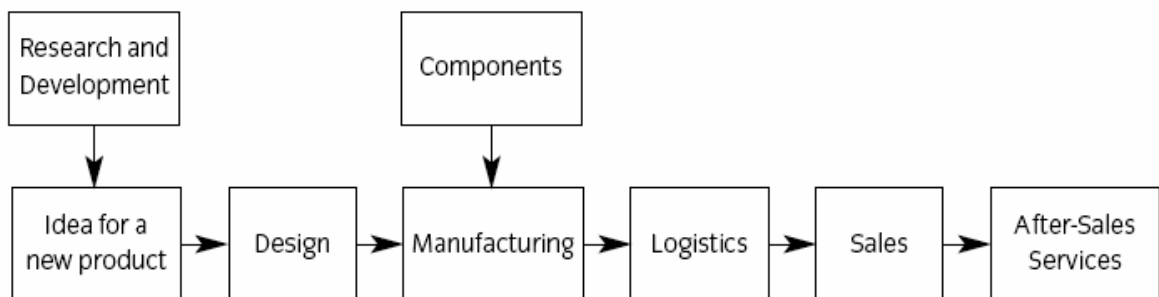 Research and
Development
Components
Idea for a
new product
Design
Manufacturing
Logistics
Sales
After-Sales
Services